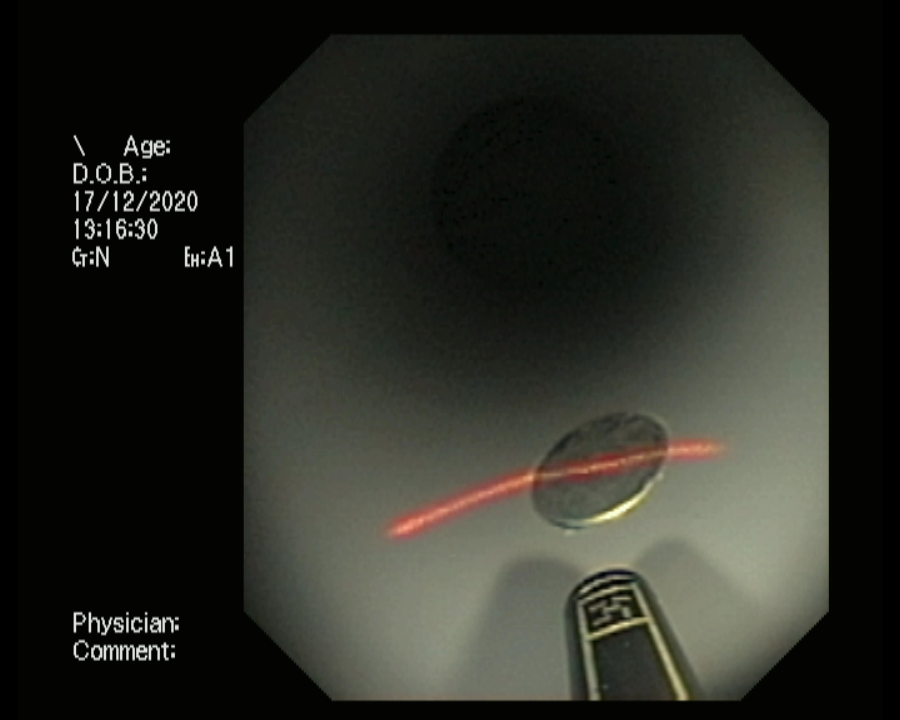 \ Age:
D.O.B.:
17/12/2020
13:16:30
Cr:N EH:A1
Physician:
Comment: